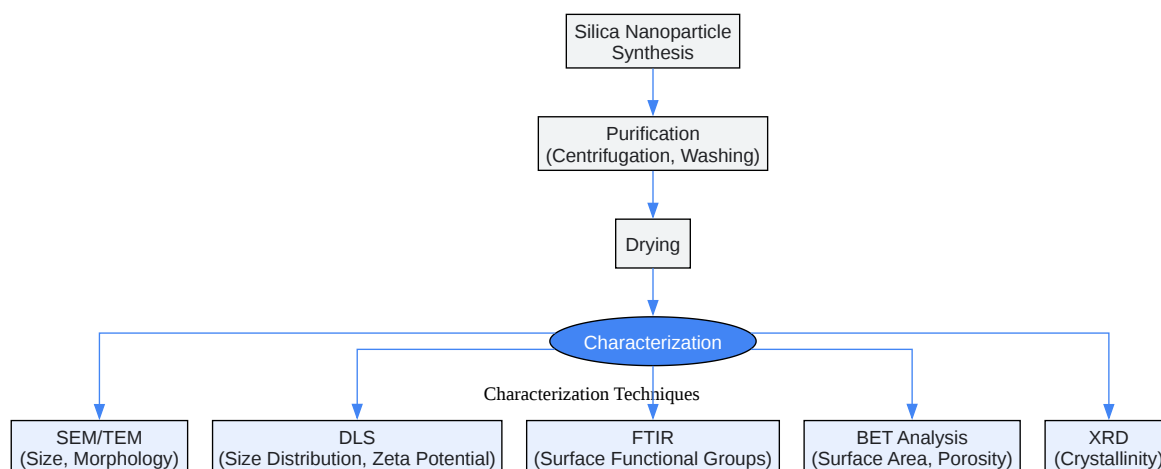 Silica Nanoparticle
Synthesis
Purification
(Centrifugation, Washing)
Drying
Characterization
Characterization Techniques
SEM/TEM
(Size, Morphology)
DLS
(Size Distribution, Zeta Potential)
FTIR
(Surface Functional Groups)
BET Analysis
(Surface Area, Porosity)
XRD
(Crystallinity)